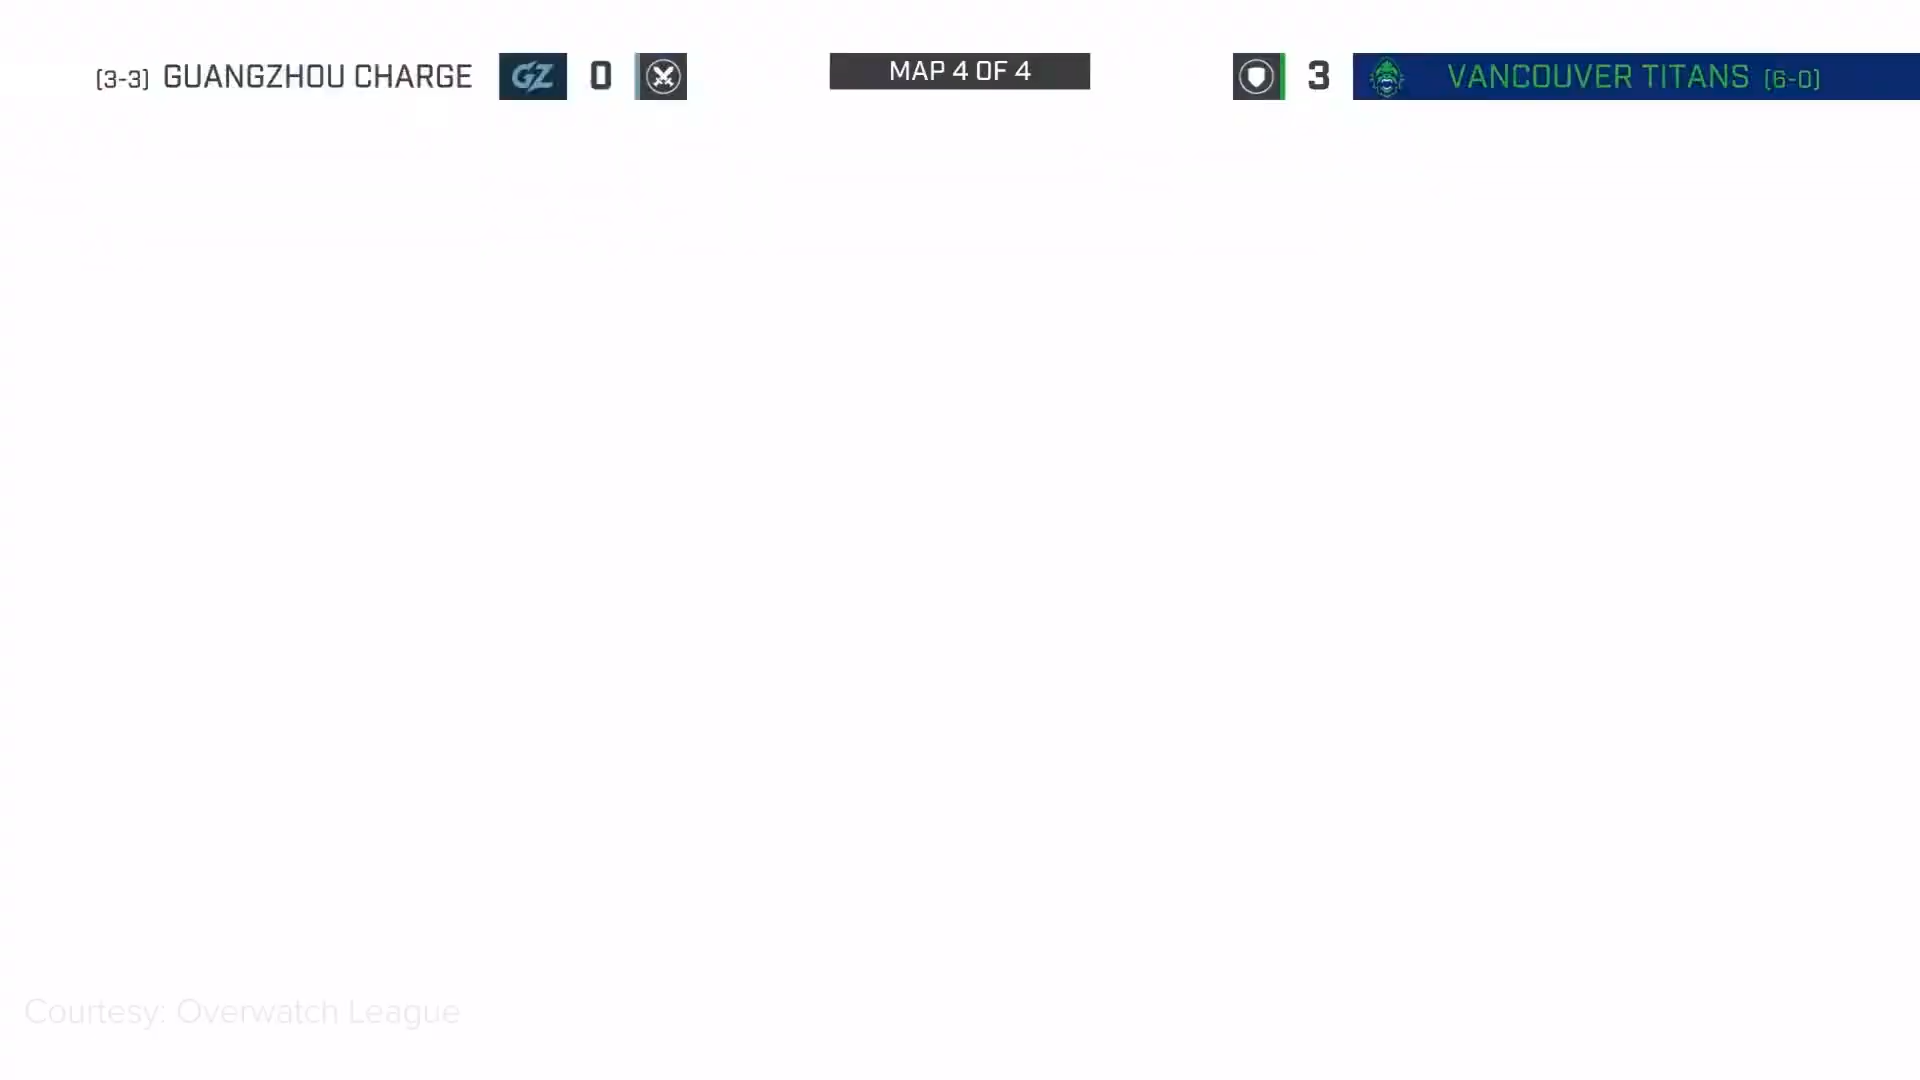 [3-3] GUANGZHOU CHARGE GZ 0 MAP 4 OF 4 3 VANCOUVER TITANS [6-0]
Courtesy: Overwatch League